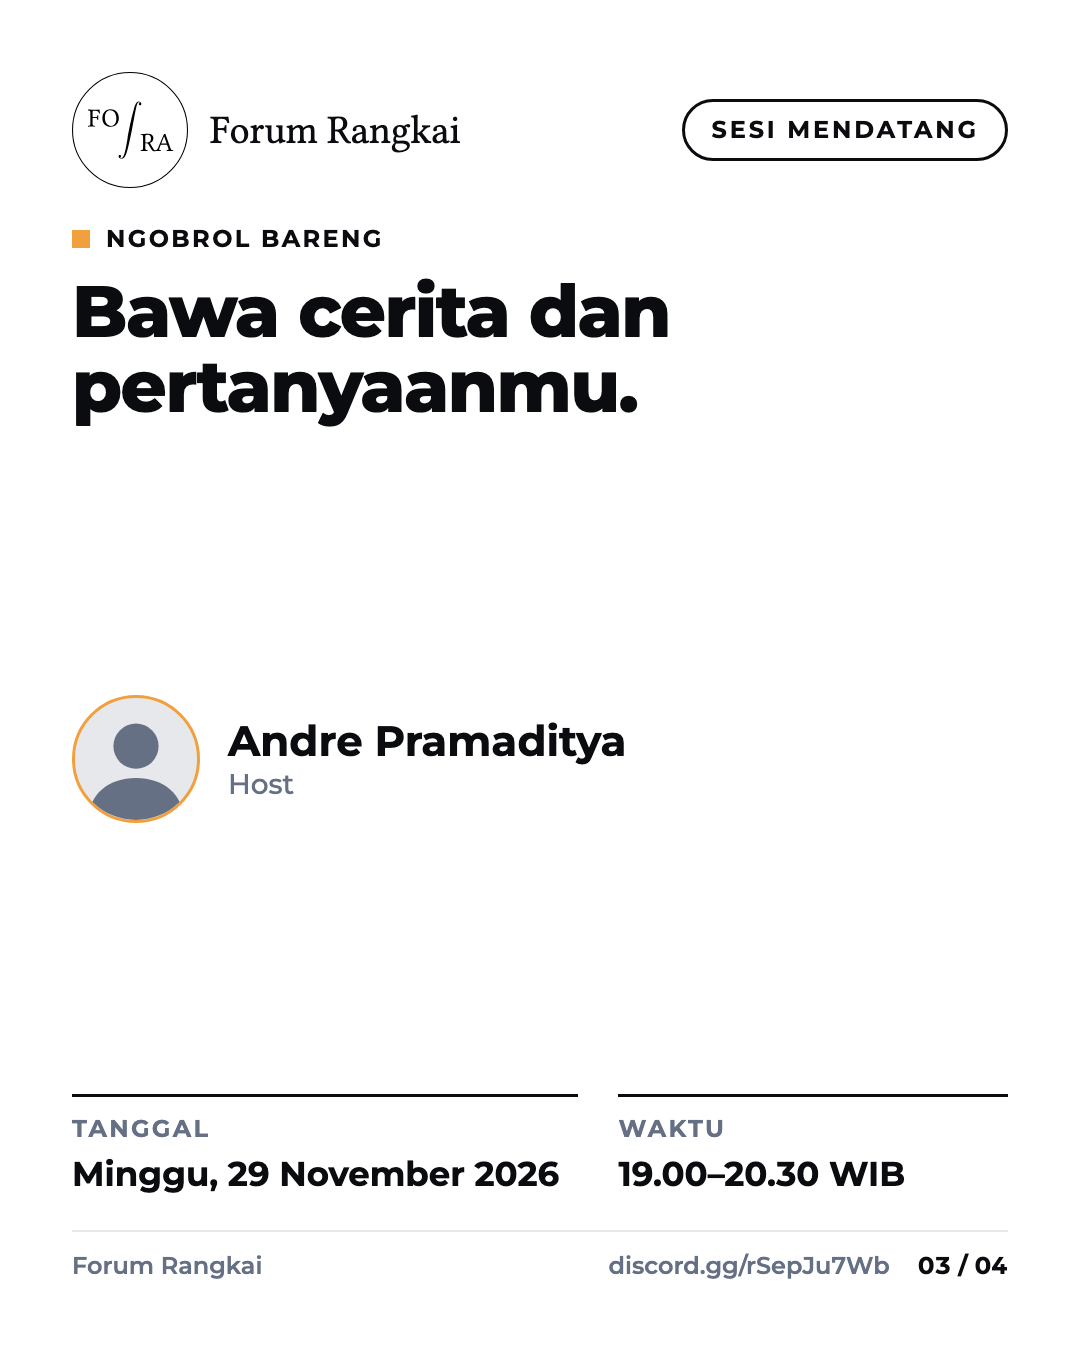 FO∫RA
Forum Rangkai
SESI MENDATANG
NGOBROL BARENG
Bawa cerita dan
pertanyaanmu.
Andre Pramaditya
Host
TANGGAL
Minggu, 29 November 2026
WAKTU
19.00–20.30 WIB
Forum Rangkai
discord.gg/rSepJu7Wb
03 / 04